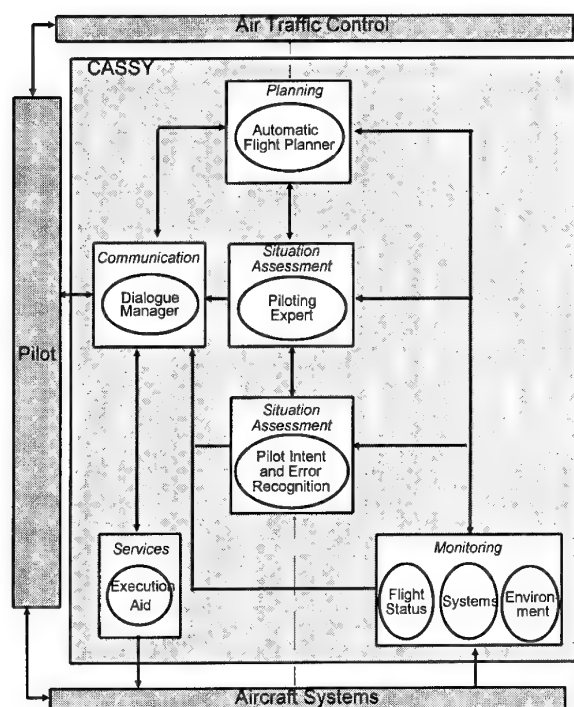 Air Traffic Control
CASSY
Planning
Automatic
Flight Planner
Communication
Dialogue
Manager
Situation
Assessment
Piloting
Expert
Pilot
Situation
Assessment
Pilot Intent
and Error
Recognition
Services
Execution
Aid
Monitoring
Flight
Status
Systems
Environ-
ment
Aircraft Systems